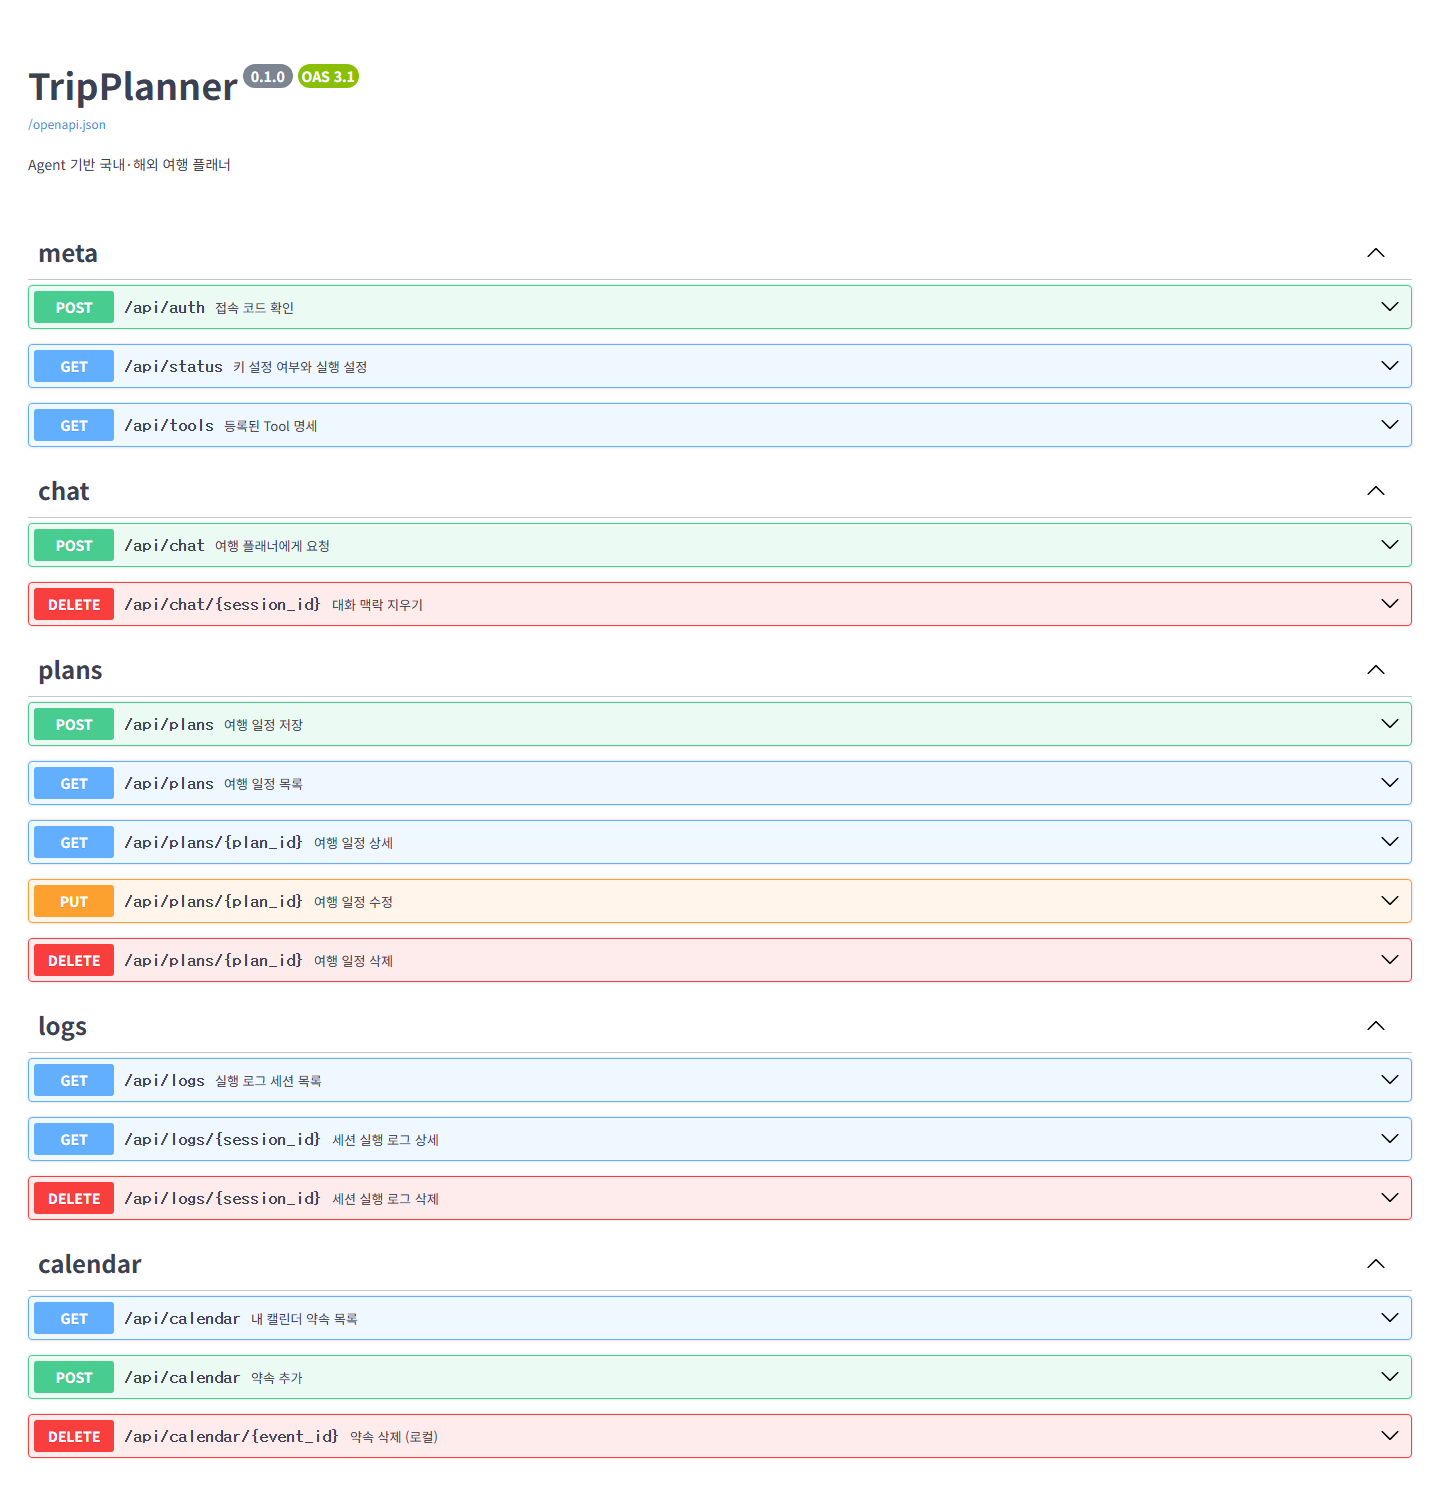 TripPlanner 0.1.0 OAS 3.1
/openapi.json
Agent 기반 국내·해외 여행 플래너
meta
POST /api/auth 접속 코드 확인
GET /api/status 키 설정 여부와 실행 설정
GET /api/tools 등록된 Tool 명세
chat
POST /api/chat 여행 플래너에게 요청
DELETE /api/chat/{session_id} 대화 맥락 지우기
plans
POST /api/plans 여행 일정 저장
GET /api/plans 여행 일정 목록
GET /api/plans/{plan_id} 여행 일정 상세
PUT /api/plans/{plan_id} 여행 일정 수정
DELETE /api/plans/{plan_id} 여행 일정 삭제
logs
GET /api/logs 실행 로그 세션 목록
GET /api/logs/{session_id} 세션 실행 로그 상세
DELETE /api/logs/{session_id} 세션 실행 로그 삭제
calendar
GET /api/calendar 내 캘린더 약속 목록
POST /api/calendar 약속 추가
DELETE /api/calendar/{event_id} 약속 삭제 (로컬)